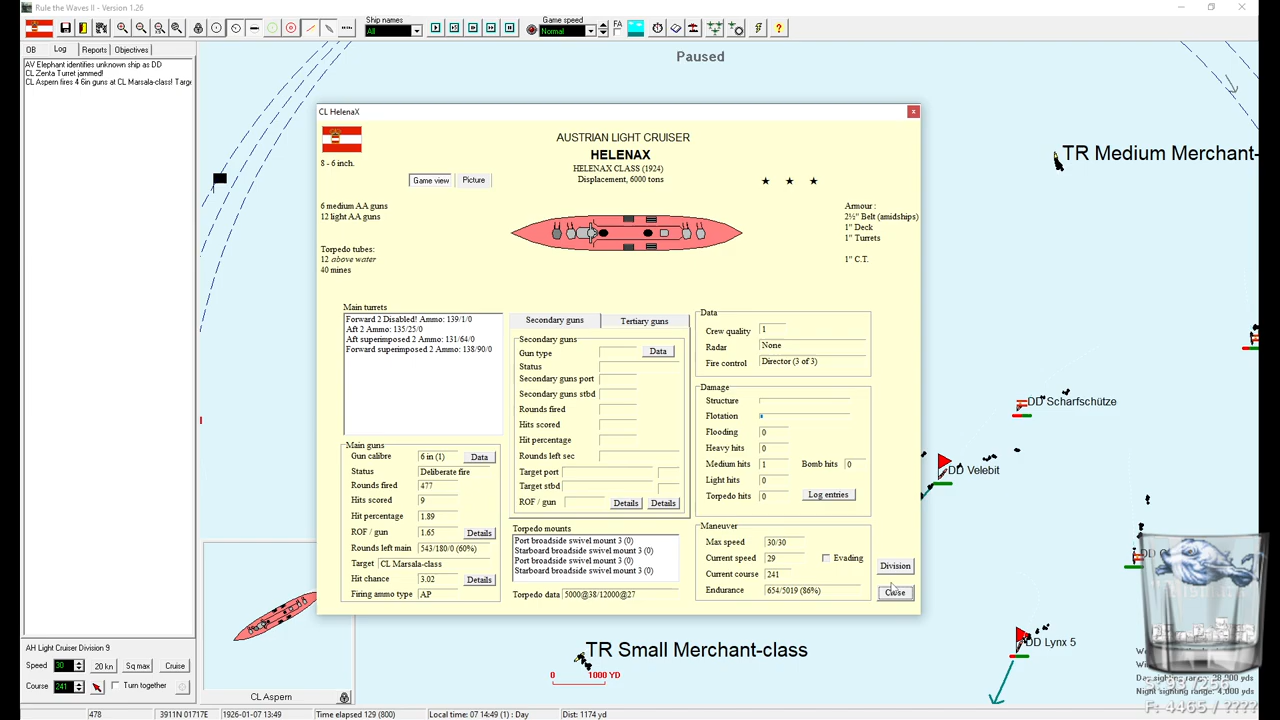 Rule the Waves II - Version 1.26
Ship names
All
Game speed
Normal
FA
OB
Log
Reports
Objectives
AV Elephant identifies unknown ship as DD
CL Zenta Turret jammed!
CL Aspern fires 4 6in guns at CL Marsala-class! Targe
Paused
TR Medium Merchant-
CL HelenaX
AUSTRIAN LIGHT CRUISER
HELENAX
HELENAX CLASS (1924)
Displacement, 6000 tons
8 - 6 inch.
Game view
Picture
6 medium AA guns
12 light AA guns
Torpedo tubes:
12 above water
40 mines
Armour :
2½" Belt (amidships)
1" Deck
1" Turrets
1" C.T.
Main turrets
Forward 2 Disabled! Ammo: 139/1/0
Aft 2 Ammo: 135/25/0
Aft superimposed 2 Ammo: 131/64/0
Forward superimposed 2 Ammo: 138/90/0
Main guns
Gun calibre 6 in (1) Data
Status Deliberate fire
Rounds fired 477
Hits scored 9
Hit percentage 1.89
ROF / gun 1.65 Details
Rounds left main 543/180/0 (60%)
Target CL Marsala-class
Hit chance 3.02 Details
Firing ammo type AP
Secondary guns
Tertiary guns
Secondary guns
Gun type Data
Status
Secondary guns port
Secondary guns stbd
Rounds fired
Hits scored
Hit percentage
Rounds left sec
Target port
Target stbd
ROF / gun Details Details
Torpedo mounts
Port broadside swivel mount 3 (0)
Starboard broadside swivel mount 3 (0)
Port broadside swivel mount 3 (0)
Starboard broadside swivel mount 3 (0)
Torpedo data 5000@38/12000@27
Data
Crew quality 1
Radar None
Fire control Director (3 of 3)
Damage
Structure
Flotation
Flooding 0
Heavy hits 0
Medium hits 1 Bomb hits 0
Light hits 0
Torpedo hits 0 Log entries
Maneuver
Max speed 30/30
Current speed 29 Evading
Current course 241
Endurance 654/5019 (86%)
Division
Close
DD Scharfschütze
DD Velebit
DD Lynx 5
TR Small Merchant-class
0 1000 YD
AH Light Cruiser Division 9
Speed 30 20 kn Sq max Cruise
Course 241 Turn together
CL Aspern
Day sighting range: 28,000 yds
Night sighting range: 4,000 yds
F: 4465 / ????
478
3911N 01717E
1926-01-07 13:49
Time elapsed 129 (800)
Local time: 07 14:49 (1) : Day
Dist: 1174 yd